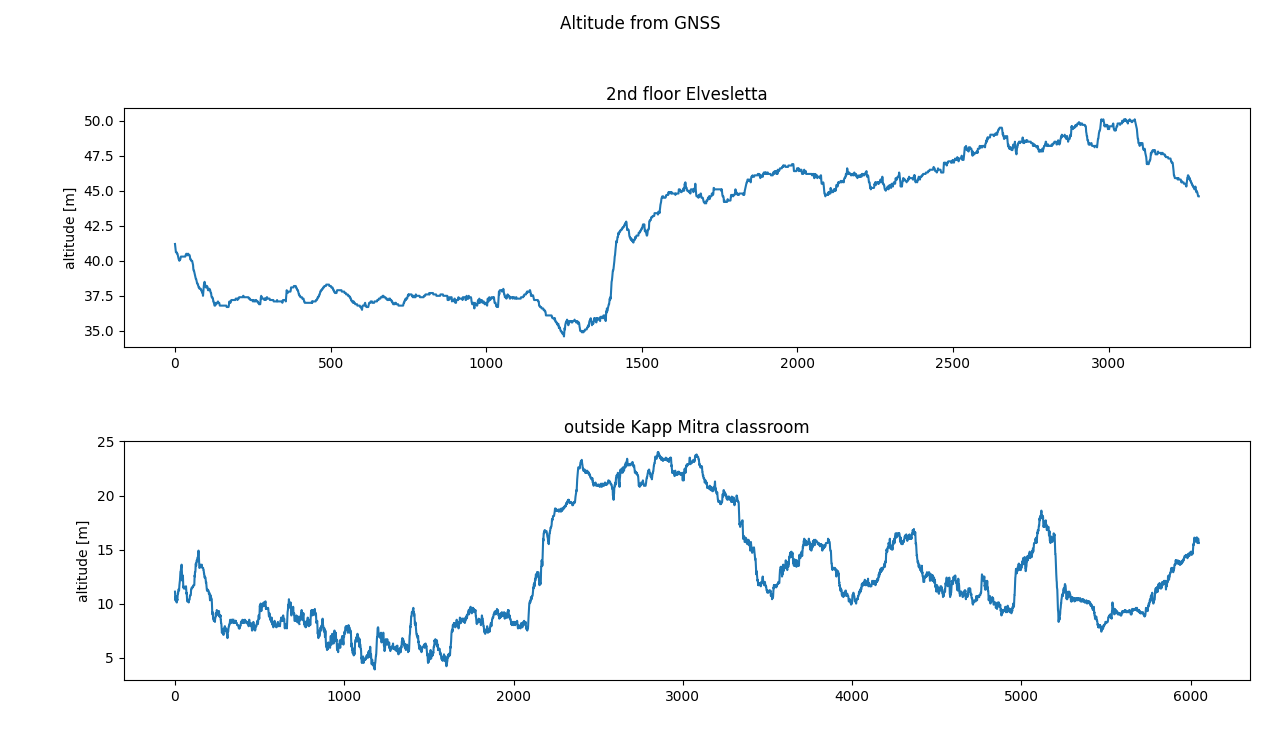 Altitude from GNSS
2nd floor Elvesletta
altitude [m]
50.0
47.5
45.0
42.5
40.0
37.5
35.0
0 500 1000 1500 2000 2500 3000
outside Kapp Mitra classroom
altitude [m]
25
20
15
10
5
0 1000 2000 3000 4000 5000 6000